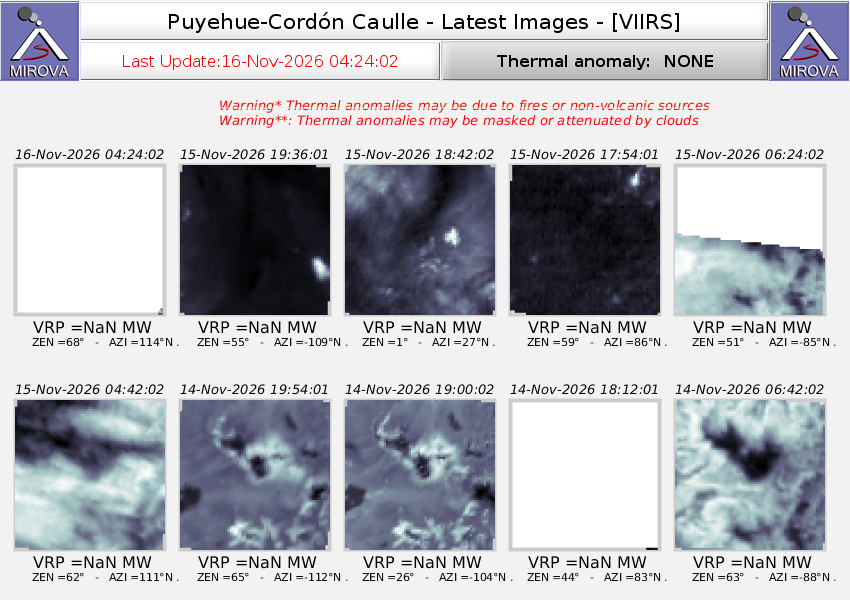 Puyehue-Cordón Caulle - Latest Images - [VIIRS]
MIROVA
Last Update:16-Nov-2026 04:24:02
Thermal anomaly: NONE
MIROVA
Warning* Thermal anomalies may be due to fires or non-volcanic sources
Warning**: Thermal anomalies may be masked or attenuated by clouds
16-Nov-2026 04:24:02 15-Nov-2026 19:36:01 15-Nov-2026 18:42:02 15-Nov-2026 17:54:01 15-Nov-2026 06:24:02
VRP =NaN MW VRP =NaN MW VRP =NaN MW VRP =NaN MW VRP =NaN MW
ZEN =68° - AZI =114°N . ZEN =55° - AZI =-109°N . ZEN =1° - AZI =27°N . ZEN =59° - AZI =86°N . ZEN =51° - AZI =-85°N .
15-Nov-2026 04:42:02 14-Nov-2026 19:54:01 14-Nov-2026 19:00:02 14-Nov-2026 18:12:01 14-Nov-2026 06:42:02
VRP =NaN MW VRP =NaN MW VRP =NaN MW VRP =NaN MW VRP =NaN MW
ZEN =62° - AZI =111°N . ZEN =65° - AZI =-112°N . ZEN =26° - AZI =-104°N . ZEN =44° - AZI =83°N . ZEN =63° - AZI =-88°N .